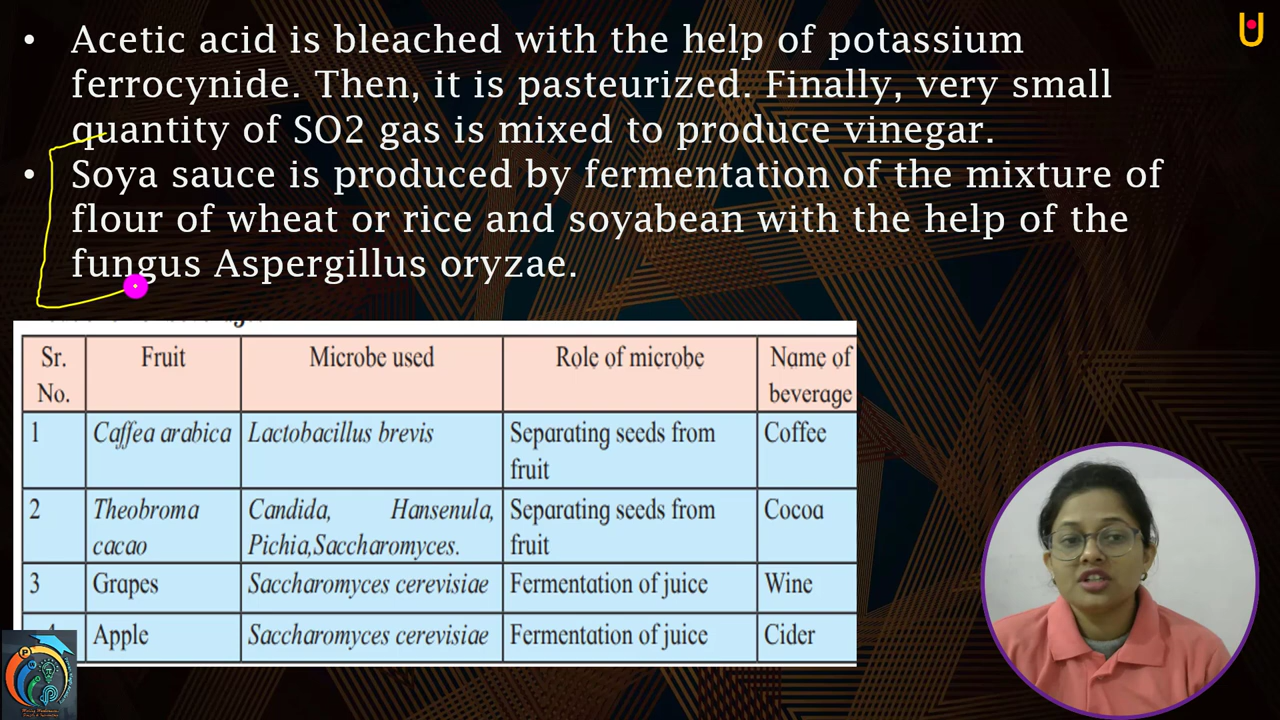 • Acetic acid is bleached with the help of potassium
ferrocynide. Then, it is pasteurized. Finally, very small
quantity of SO2 gas is mixed to produce vinegar.
• Soya sauce is produced by fermentation of the mixture of
flour of wheat or rice and soyabean with the help of the
fungus Aspergillus oryzae.
Sr. No. Fruit Microbe used Role of microbe Name of beverage
1 Caffea arabica Lactobacillus brevis Separating seeds from fruit Coffee
2 Theobroma cacao Candida, Hansenula, Pichia,Saccharomyces. Separating seeds from fruit Cocoa
3 Grapes Saccharomyces cerevisiae Fermentation of juice Wine
4 Apple Saccharomyces cerevisiae Fermentation of juice Cider